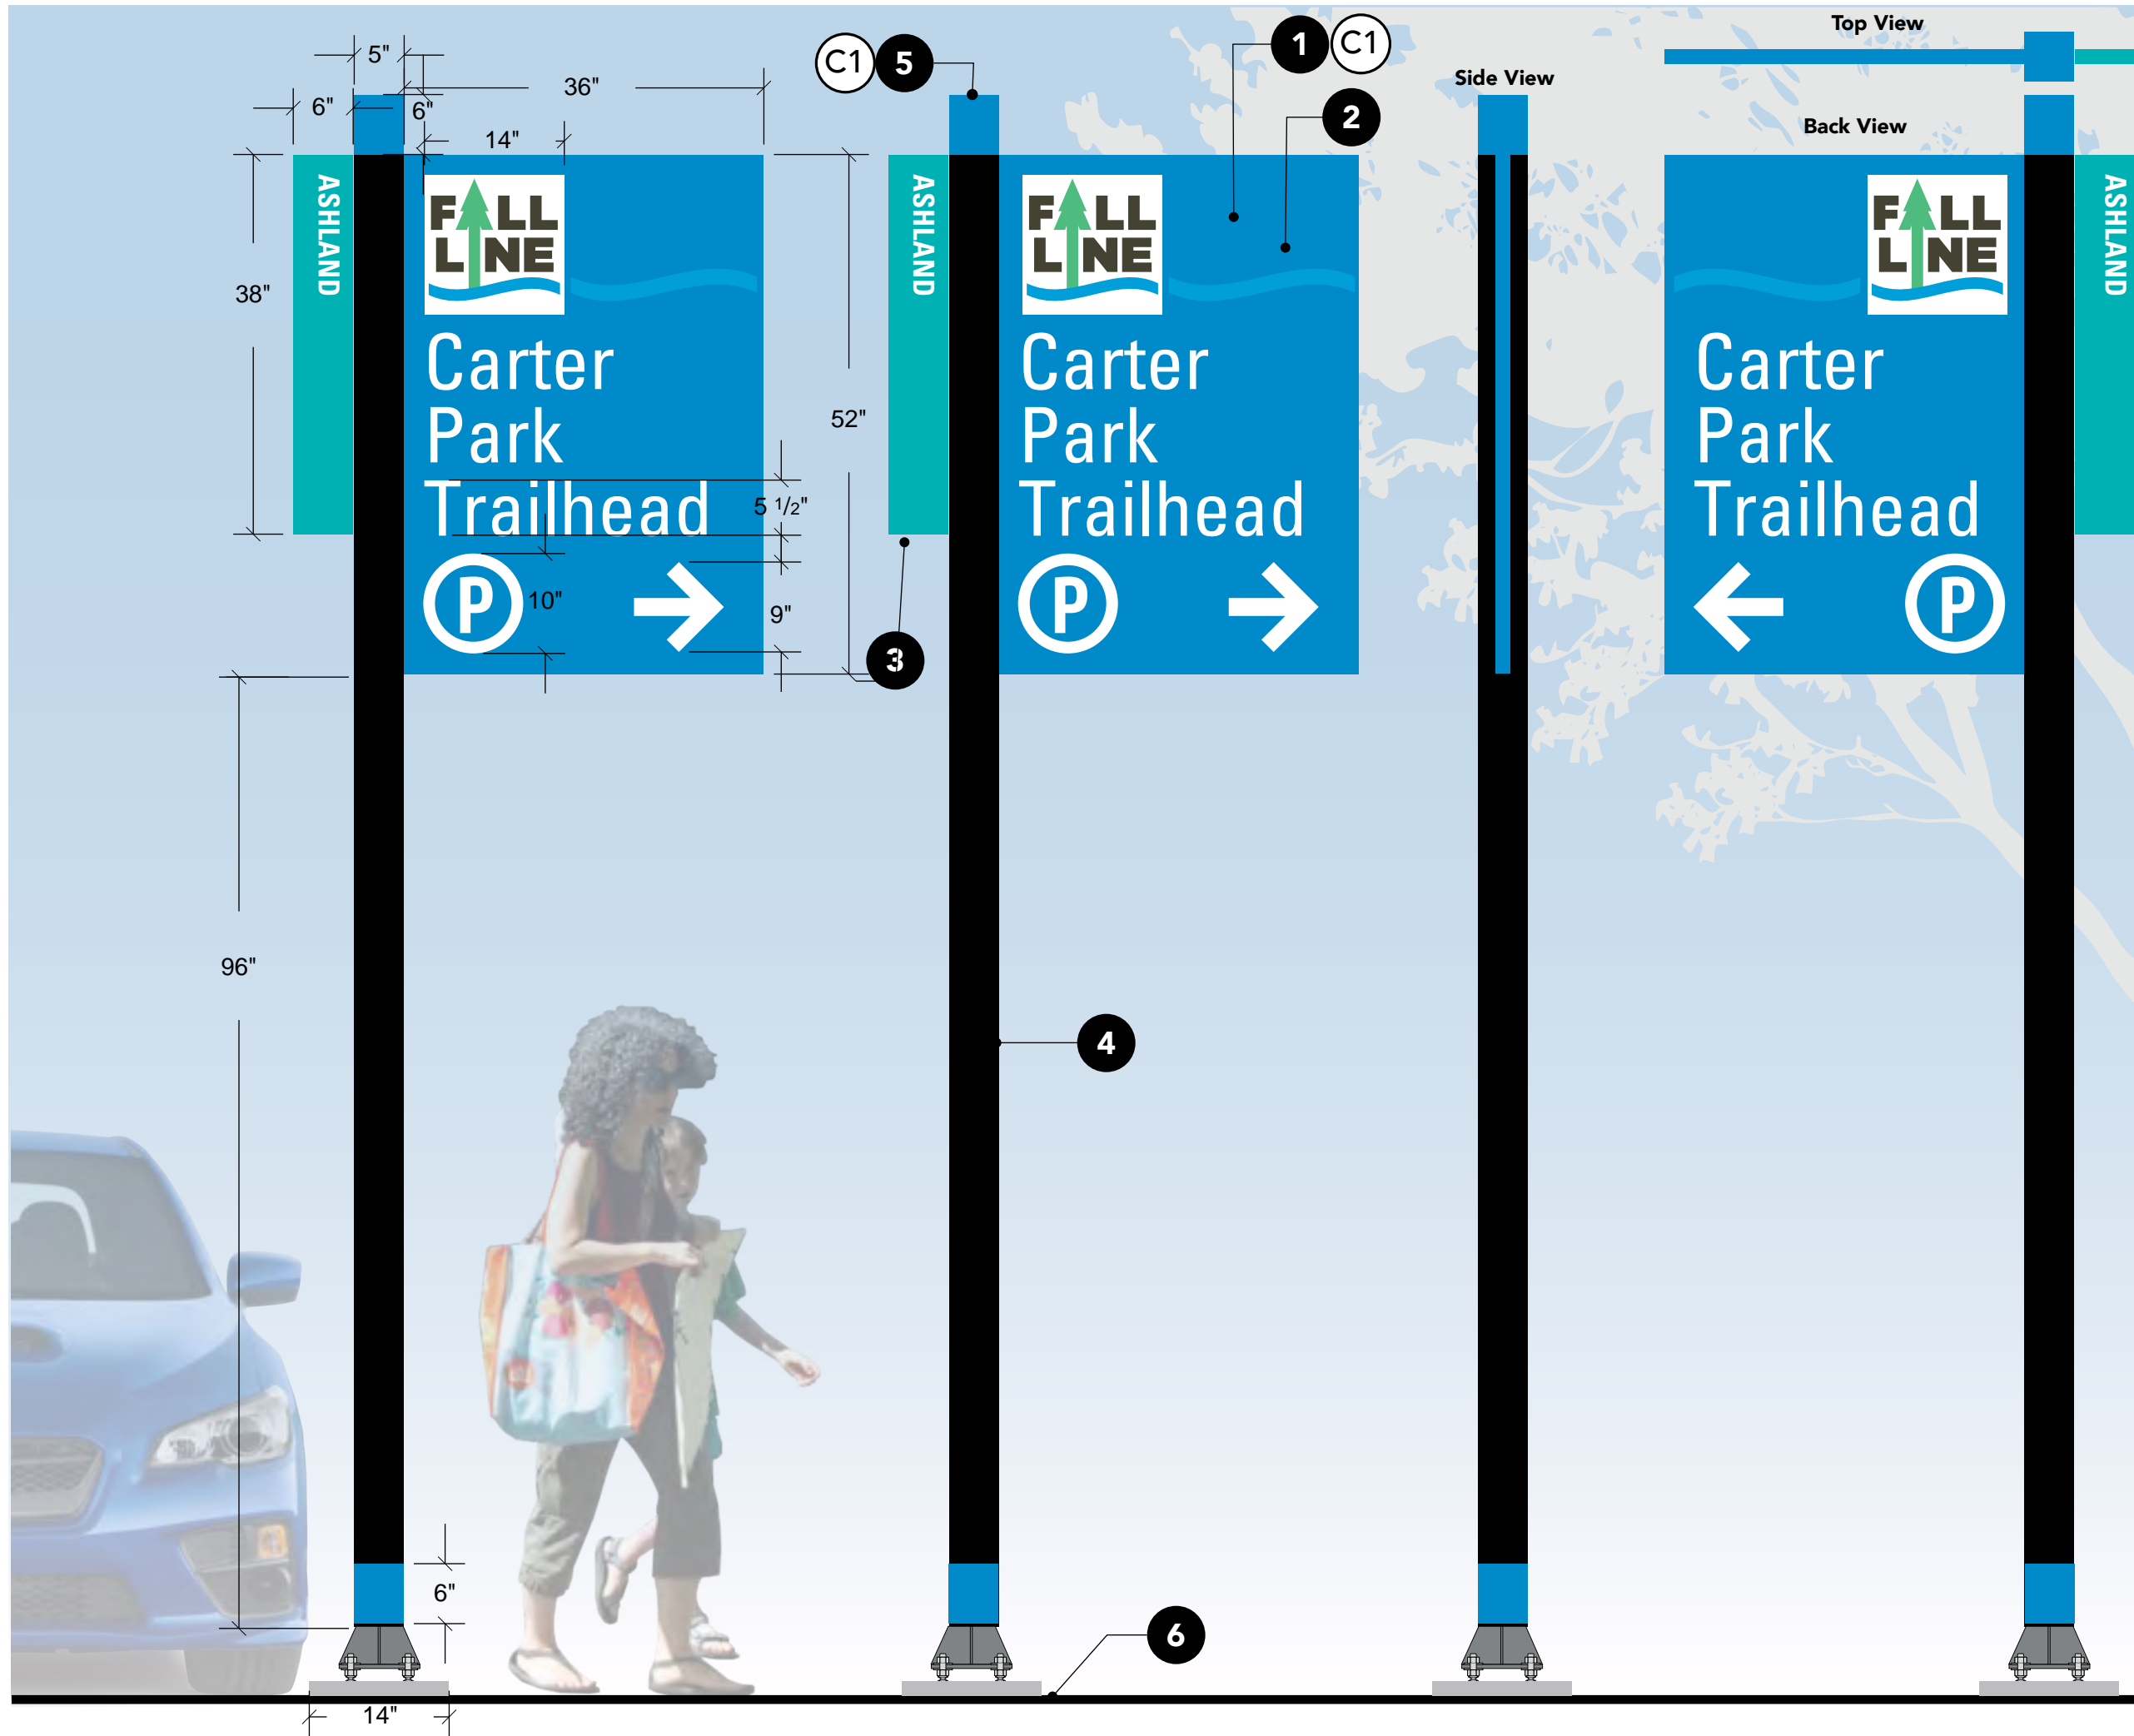 Top View
5"
C1
5
1
C1
Side View
36"
6"
6"
2
Back View
14"
ASHLAND
FALL
LINE
ASHLAND
FALL
LINE
FALL
LINE
ASHLAND
38"
Carter
Park
Trailhead
52"
Carter
Park
Trailhead
Carter
Park
Trailhead
5 1/2"
P
10"
9"
P
P
3
96"
4
6"
6
14"